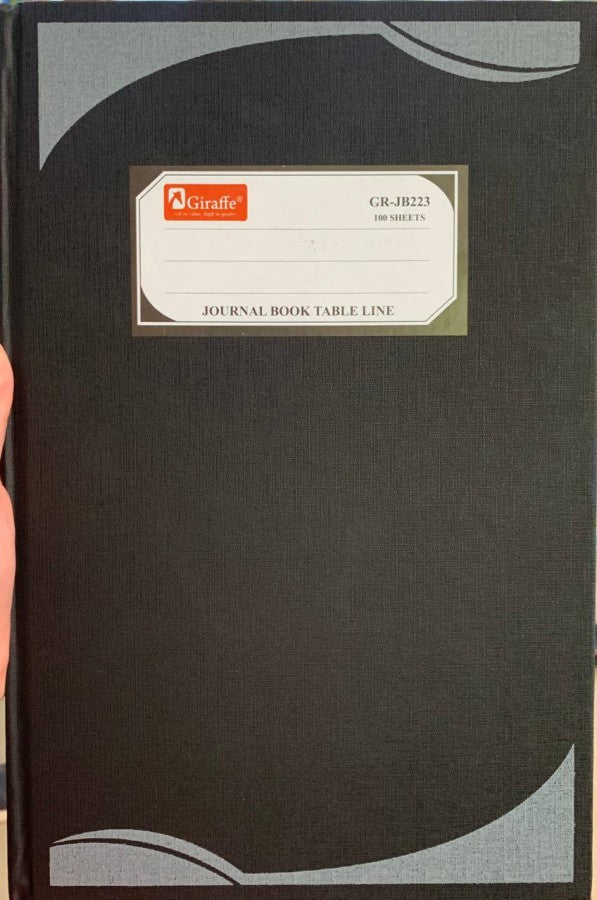 Giraffe®
GR-JB223
100 SHEETS
JOURNAL BOOK TABLE LINE